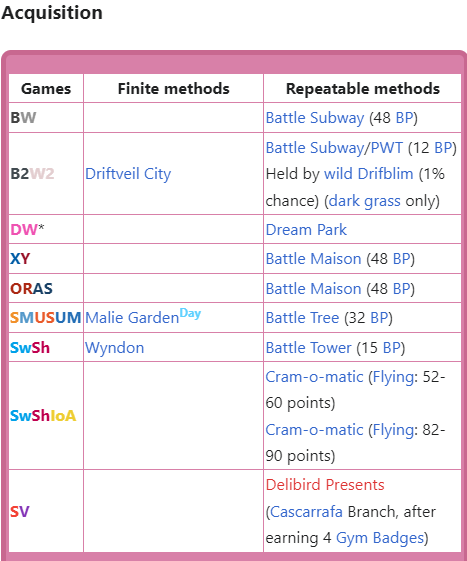 Acquisition
Games Finite methods Repeatable methods
BW Battle Subway (48 BP)
B2W2 Driftveil City Battle Subway/PWT (12 BP)
Held by wild Drifblim (1%
chance) (dark grass only)
DW* Dream Park
XY Battle Maison (48 BP)
ORAS Battle Maison (48 BP)
SMUSUM Malie GardenDay Battle Tree (32 BP)
SwSh Wyndon Battle Tower (15 BP)
SwShIoA Cram-o-matic (Flying: 52-
60 points)
Cram-o-matic (Flying: 82-
90 points)
SV Delibird Presents
(Cascarrafa Branch, after
earning 4 Gym Badges)